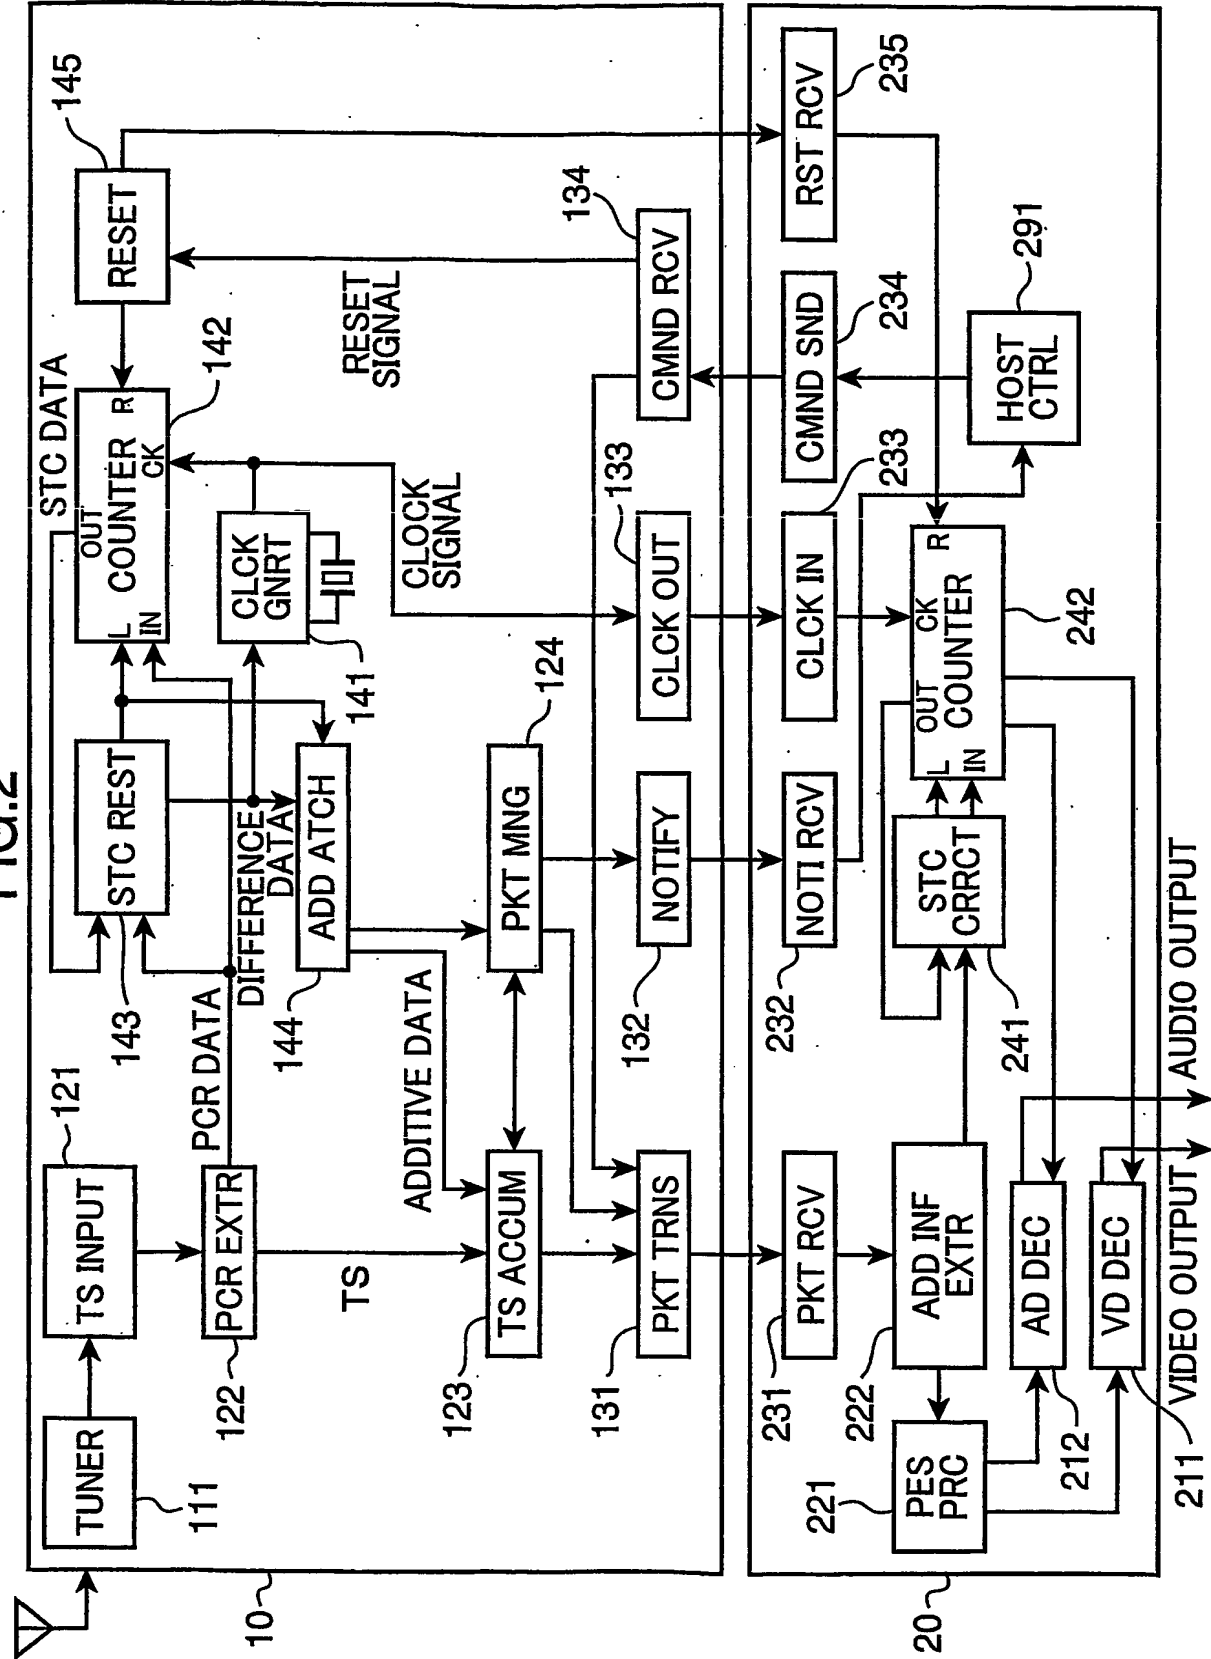 FIG.2
10
TUNER
111
TS INPUT
121
PCR EXTR
122
PCR DATA
TS
STC REST
143
STC DATA
OUT
L
COUNTER
R
IN
CK
142
RESET
145
CLCK
GNRT
141
DIFFERENCE
DATA
ADD ATCH
144
ADDITIVE DATA
CLOCK
SIGNAL
RESET
SIGNAL
TS ACCUM
123
PKT MNG
124
PKT TRNS
131
NOTIFY
132
CLCK OUT
133
CMND RCV
134
20
PKT RCV
231
NOTI RCV
232
CLCK IN
233
CMND SND
234
RST RCV
235
PES
PRC
221
ADD INF
EXTR
222
STC
CRRCT
241
OUT
CK
R
L
COUNTER
IN
242
HOST
CTRL
291
AD DEC
212
VD DEC
211
VIDEO OUTPUT
AUDIO OUTPUT